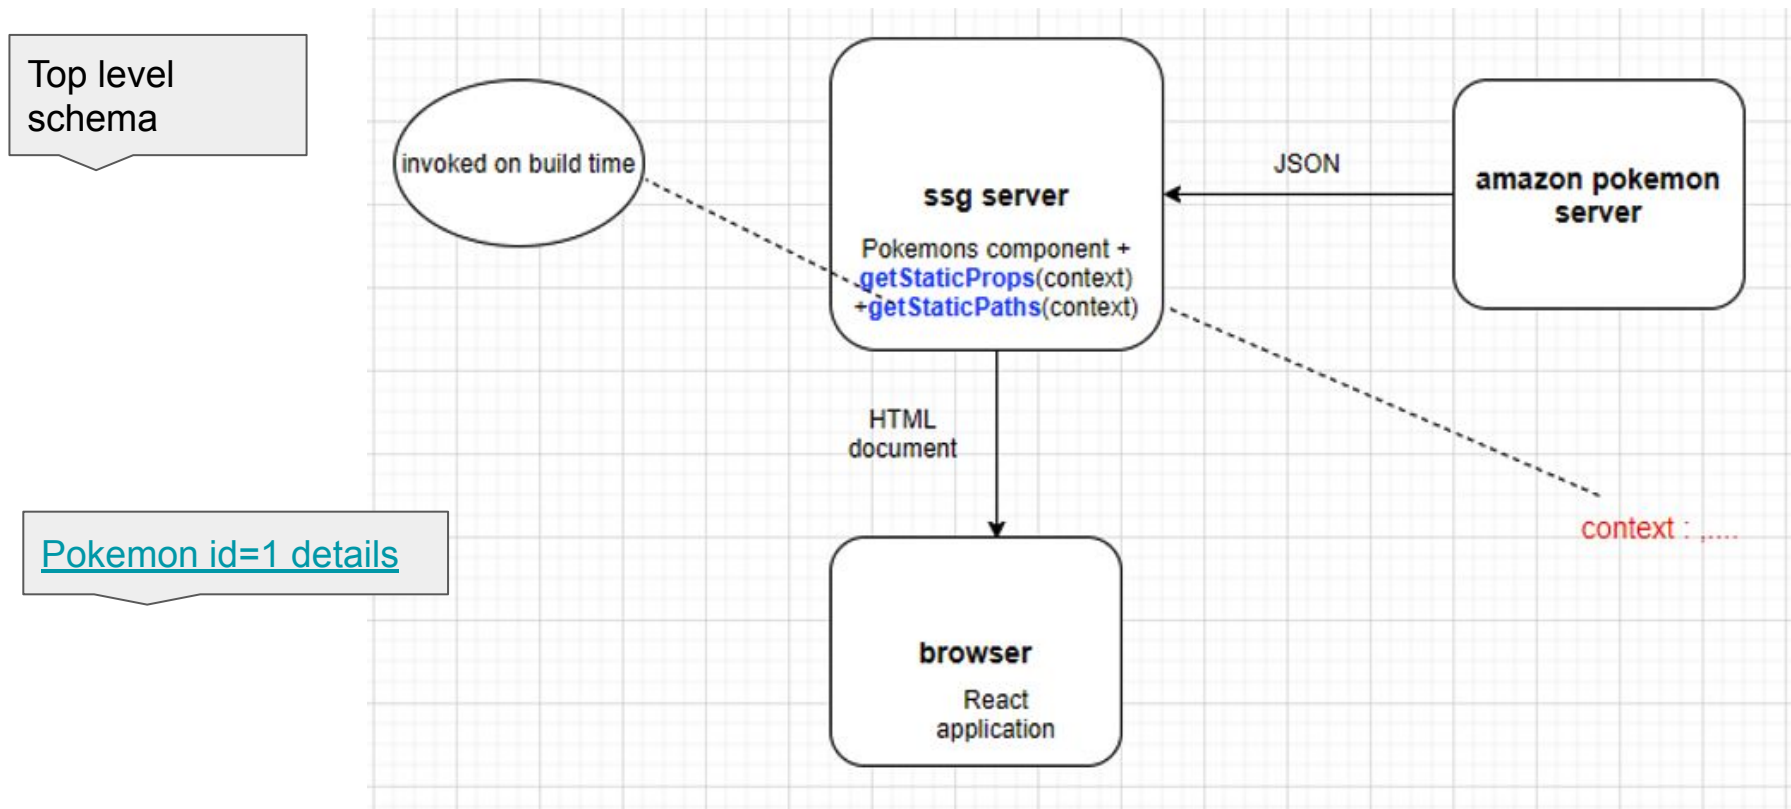 Top level
schema
invoked on build time
ssg server
Pokemons component +
getStaticProps(context)
+getStaticPaths(context)
JSON
amazon pokemon
server
HTML
document
context : ,....
Pokemon id=1 details
browser
React
application